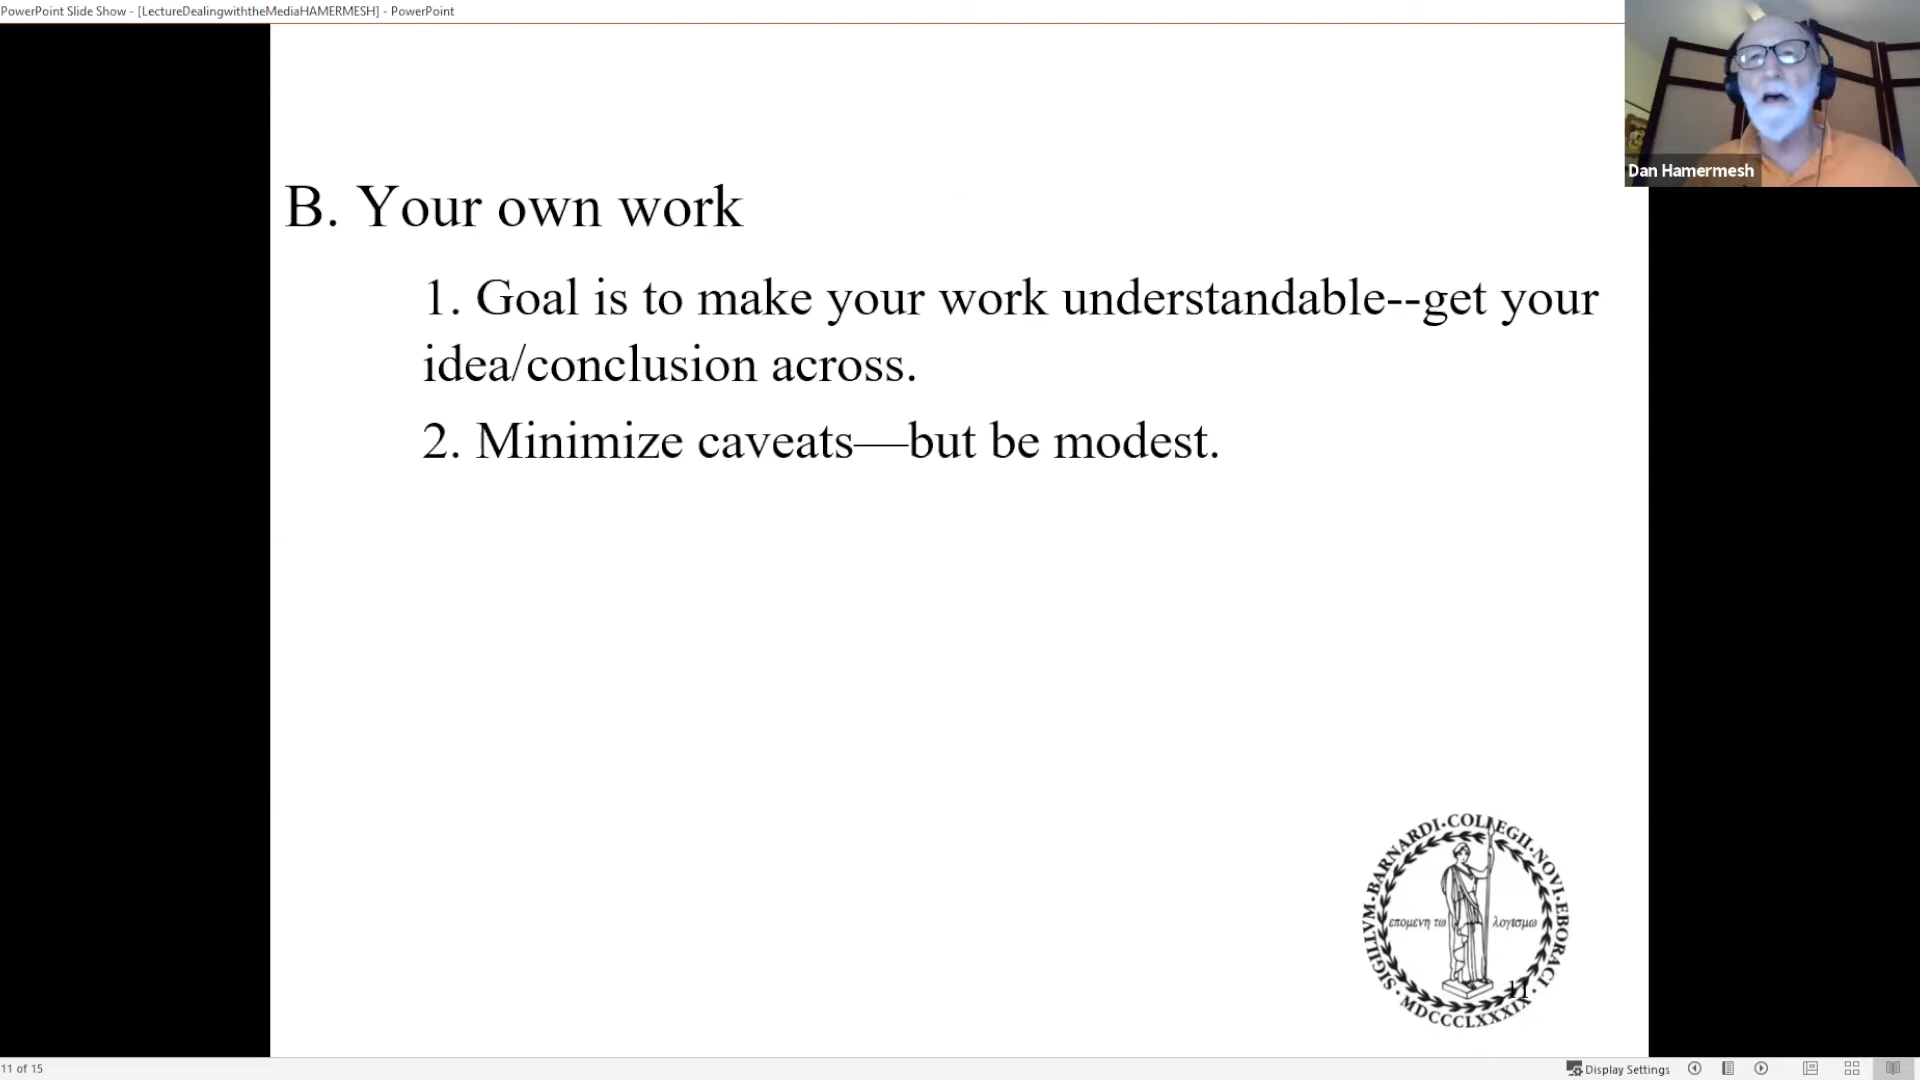 PowerPoint Slide Show - [LectureDealingwiththeMediaHAMERMESH] - PowerPoint
Dan Hamermesh
B. Your own work
1. Goal is to make your work understandable--get your
idea/conclusion across.
2. Minimize caveats—but be modest.
SIGILLVM·BARNARDI·COLLEGII·NOVI·EBORACI·MDCCCLXXXIX·
επομενη τω λογισμω
11
11 of 15
Display Settings